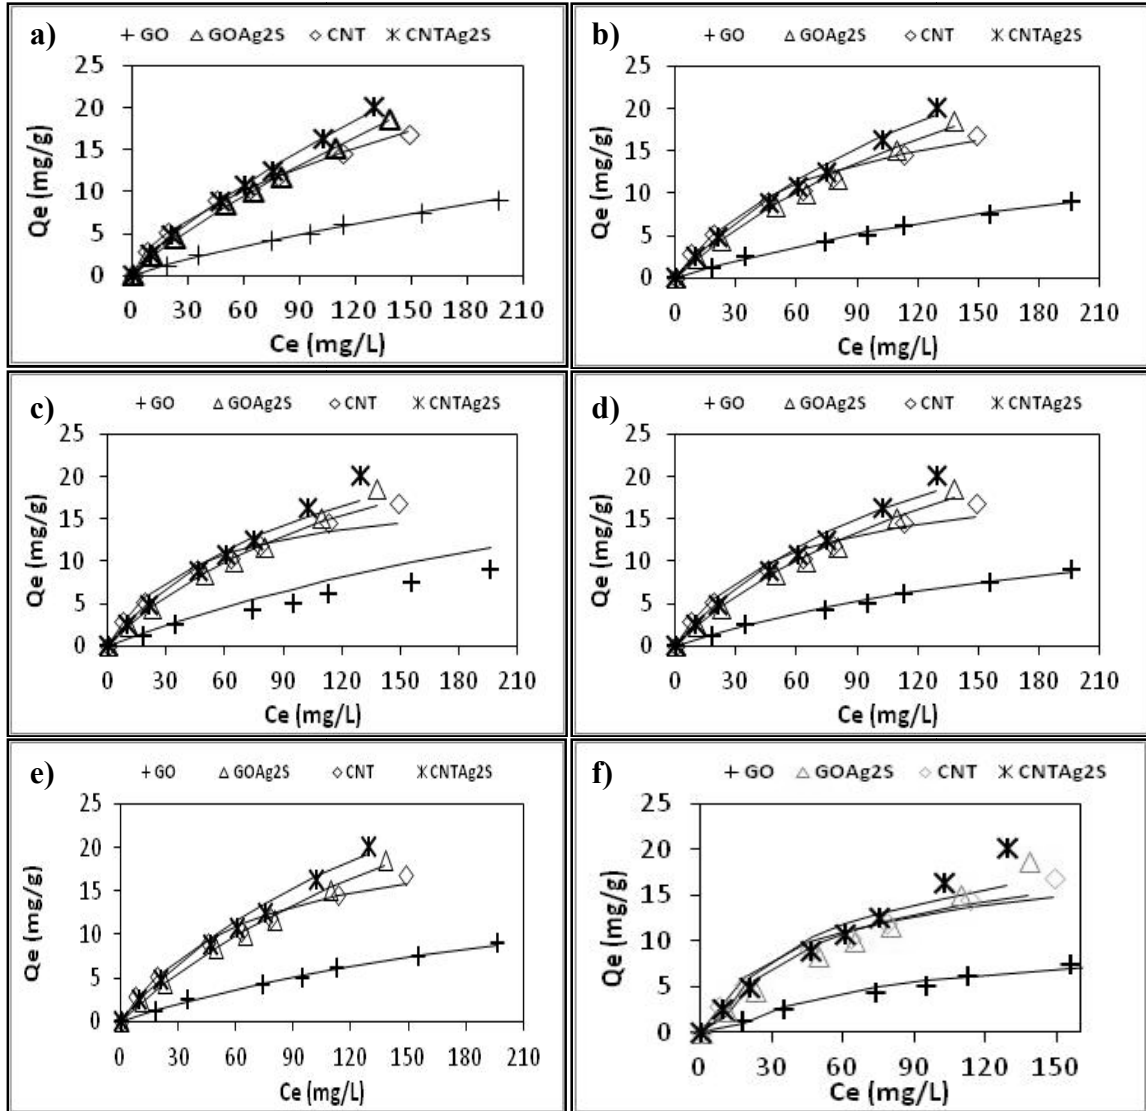 a)
+ GO △ GOAg2S ◇ CNT ✳ CNTAg2S
Qe (mg/g)
25
20
15
10
5
0
0 30 60 90 120 150 180 210
Ce (mg/L)
b)
+ GO △ GOAg2S ◇ CNT ✳ CNTAg2S
Qe (mg/g)
25
20
15
10
5
0
0 30 60 90 120 150 180 210
Ce (mg/L)
c)
+ GO △ GOAg2S ◇ CNT ✳ CNTAg2S
Qe (mg/g)
25
20
15
10
5
0
0 30 60 90 120 150 180 210
Ce (mg/L)
d)
+ GO △ GOAg2S ◇ CNT ✳ CNTAg2S
Qe (mg/g)
25
20
15
10
5
0
0 30 60 90 120 150 180 210
Ce (mg/L)
e)
+ GO △ GOAg2S ◇ CNT ✳ CNTAg2S
Qe (mg/g)
25
20
15
10
5
0
0 30 60 90 120 150 180 210
Ce (mg/L)
f)
+ GO △ GOAg2S ◇ CNT ✳ CNTAg2S
Qe (mg/g)
25
20
15
10
5
0
0 30 60 90 120 150
Ce (mg/L)